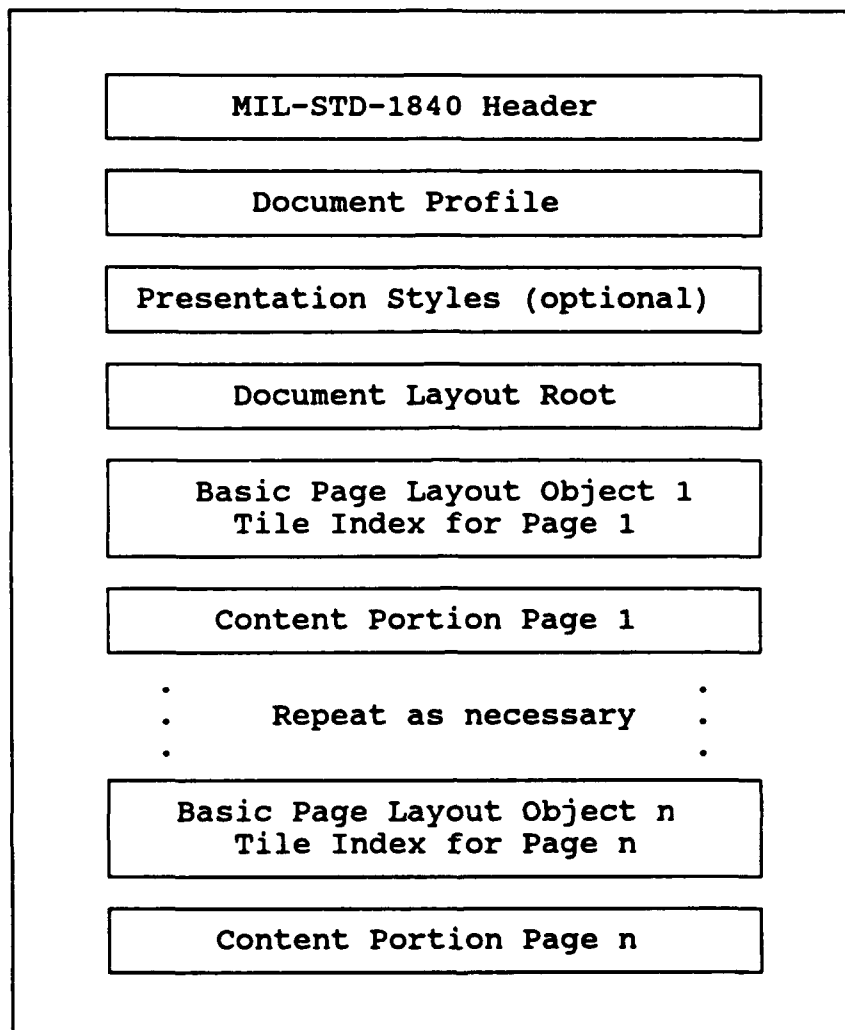 MIL-STD-1840 Header
Document Profile
Presentation Styles (optional)
Document Layout Root
Basic Page Layout Object 1
Tile Index for Page 1
Content Portion Page 1
Repeat as necessary
Basic Page Layout Object n
Tile Index for Page n
Content Portion Page n